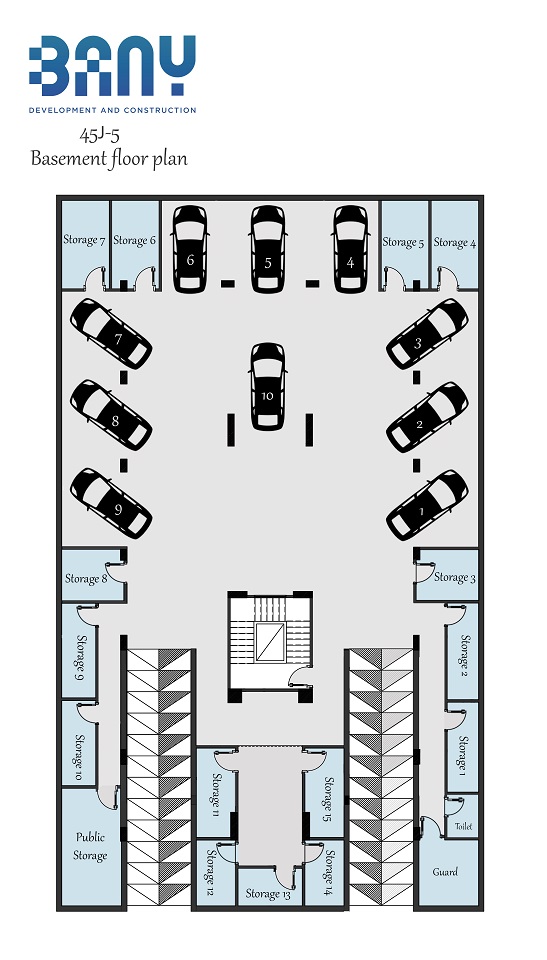 BANY
DEVELOPMENT AND CONSTRUCTION
45J-5
Basement floor plan
Storage 7
Storage 6
6
5
4
Storage 5
Storage 4
7
3
10
8
2
9
1
Storage 8
Storage 3
Storage 9
Storage 2
Storage 10
Storage 1
Storage 11
Storage 15
Public
Storage
Toilet
Guard
Storage 12
Storage 13
Storage 14